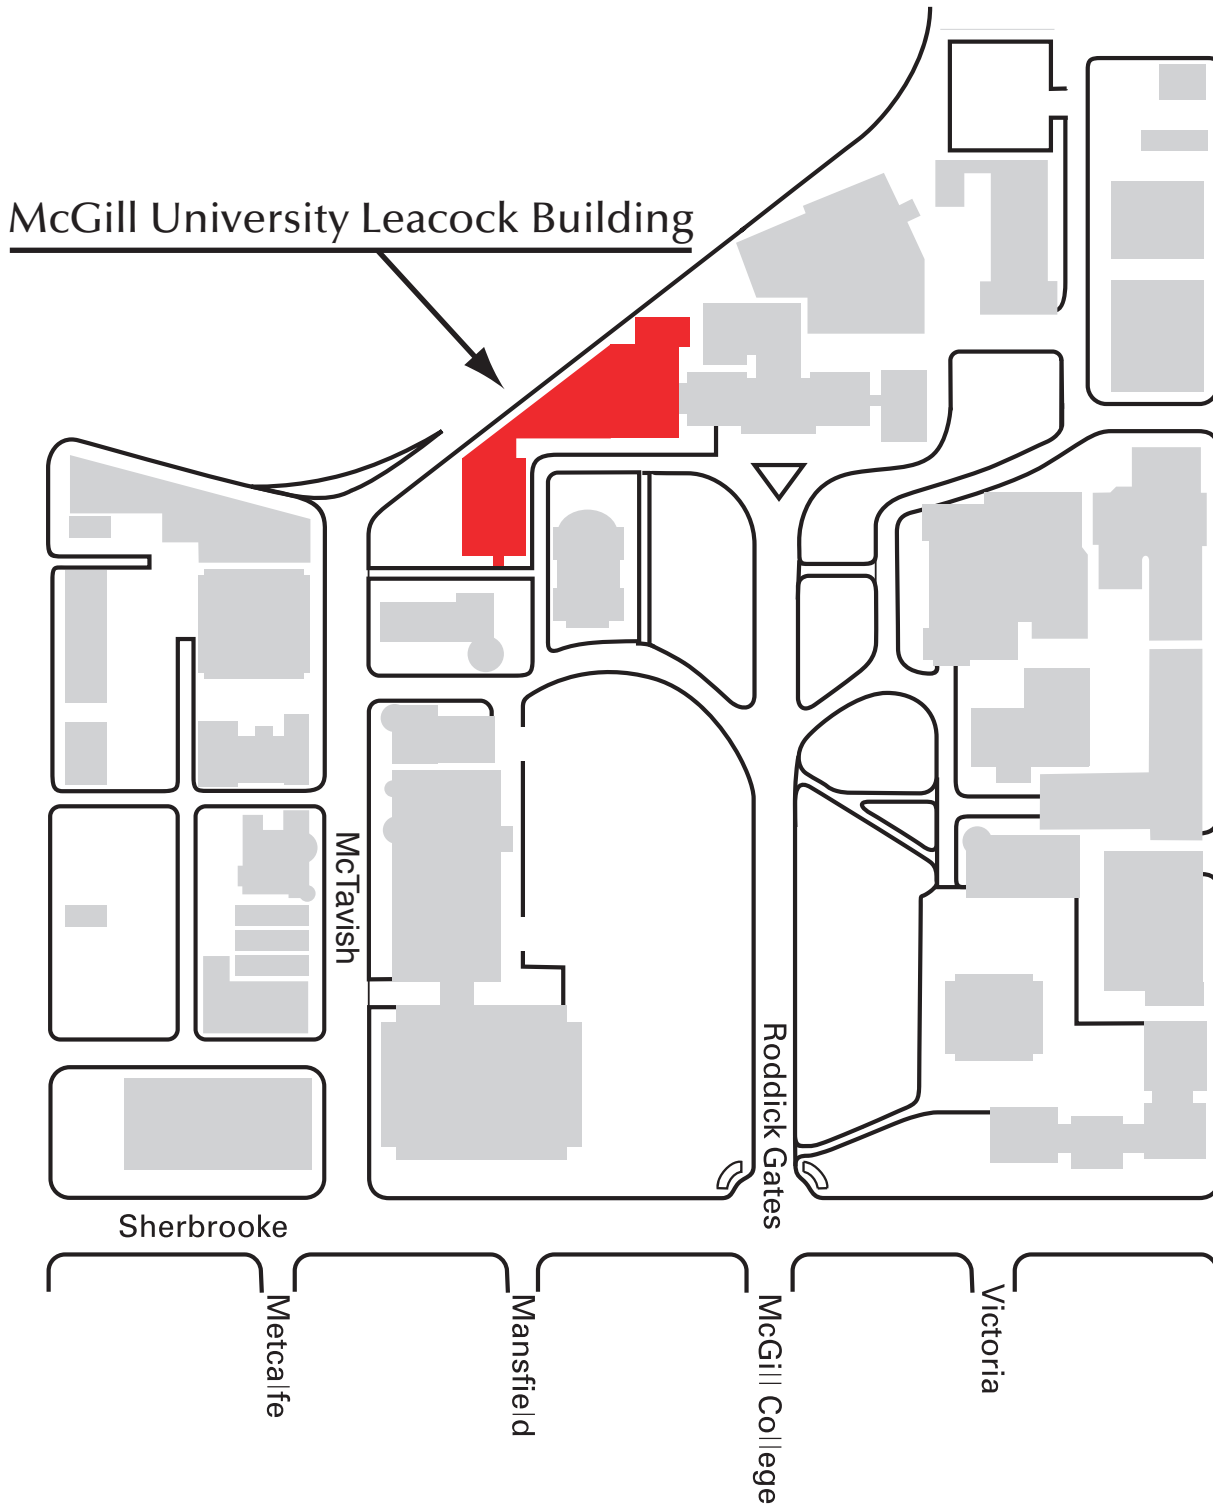 McGill University Leacock Building
McTavish
Roddick Gates
Sherbrooke
Metcalfe
Mansfield
McGill College
Victoria